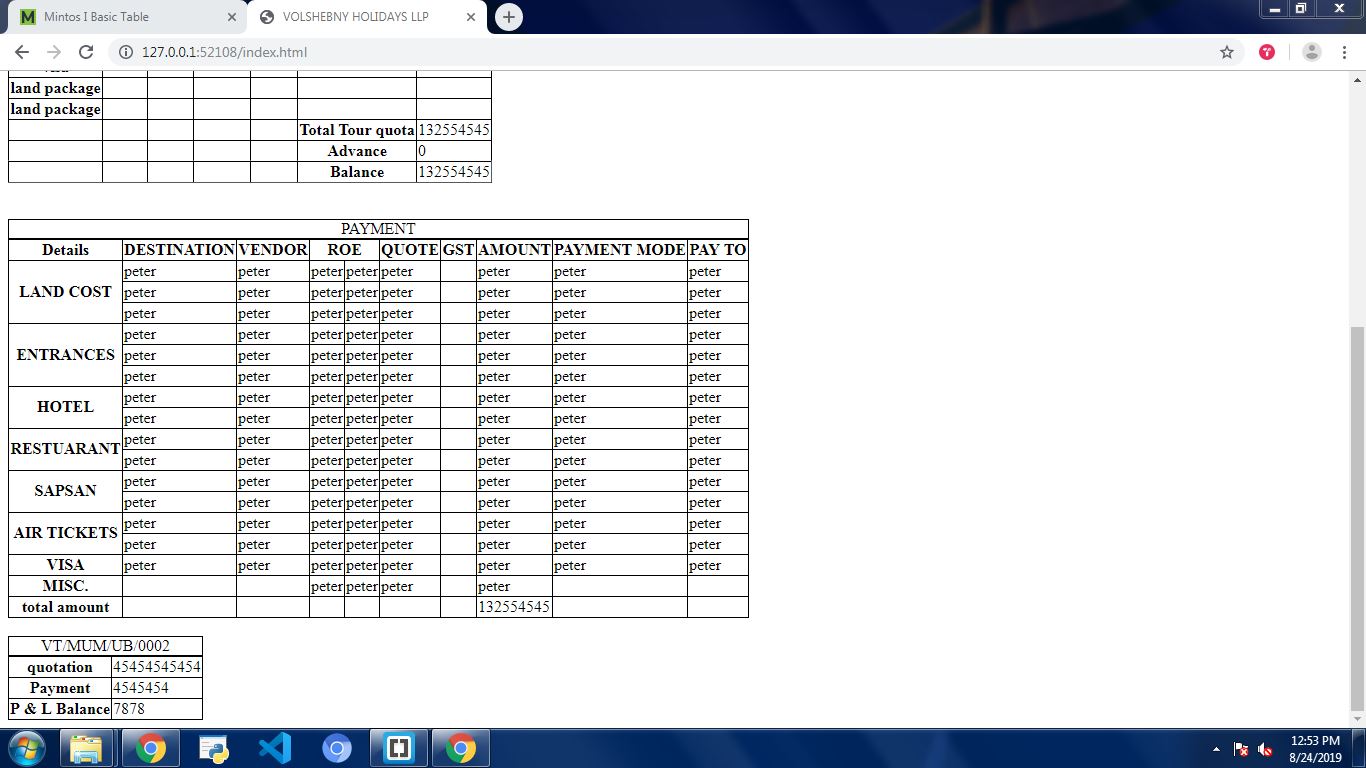 Mintos I Basic Table
VOLSHEBNY HOLIDAYS LLP
127.0.0.1:52108/index.html
land package
land package
Total Tour quota 132554545
Advance 0
Balance 132554545
PAYMENT
Details DESTINATION VENDOR ROE QUOTE GST AMOUNT PAYMENT MODE PAY TO
peter peter peter peter peter peter peter peter
LAND COST peter peter peter peter peter peter peter peter
peter peter peter peter peter peter peter peter
peter peter peter peter peter peter peter peter
ENTRANCES peter peter peter peter peter peter peter peter
peter peter peter peter peter peter peter peter
HOTEL peter peter peter peter peter peter peter peter
peter peter peter peter peter peter peter peter
RESTUARANT peter peter peter peter peter peter peter peter
peter peter peter peter peter peter peter peter
SAPSAN peter peter peter peter peter peter peter peter
peter peter peter peter peter peter peter peter
AIR TICKETS peter peter peter peter peter peter peter peter
peter peter peter peter peter peter peter peter
VISA peter peter peter peter peter peter peter peter
MISC. peter peter peter peter
total amount 132554545
VT/MUM/UB/0002
quotation 45454545454
Payment 4545454
P & L Balance 7878
12:53 PM
8/24/2019